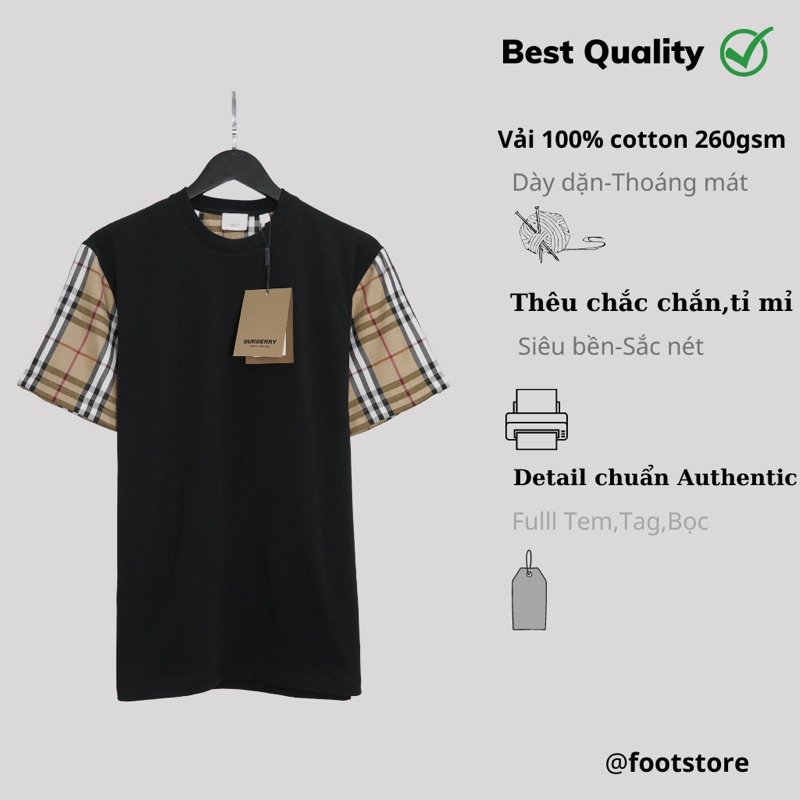 Best Quality
Vải 100% cotton 260gsm
Dày dặn-Thoáng mát
Thêu chắc chắn,tỉ mỉ
Siêu bền-Sắc nét
Detail chuẩn Authentic
Fulll Tem,Tag,Bọc
BURBERRY
@footstore